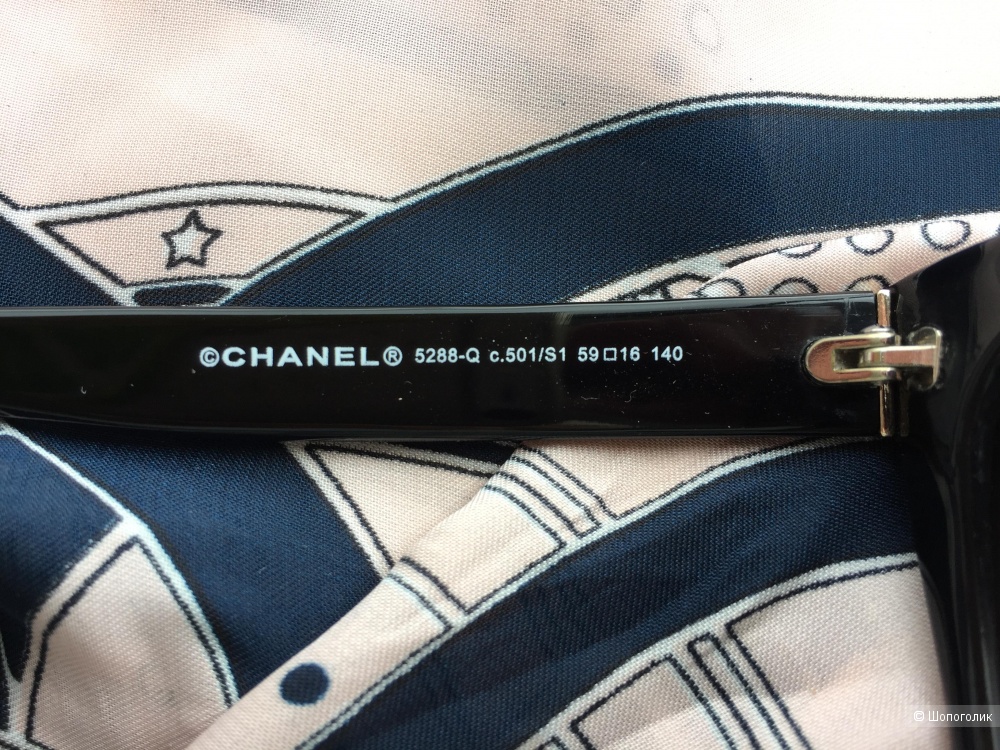 ©CHANEL® 5288-Q c.501/S1 59□16 140
© Шопоголик